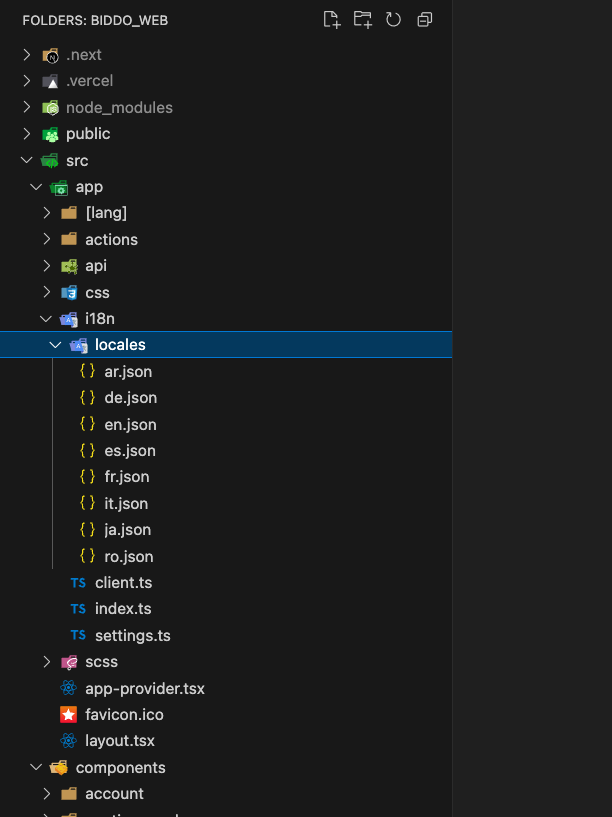 FOLDERS: BIDDO_WEB
.next
.vercel
node_modules
public
src
app
[lang]
actions
api
css
i18n
locales
{ } ar.json
{ } de.json
{ } en.json
{ } es.json
{ } fr.json
{ } it.json
{ } ja.json
{ } ro.json
TS client.ts
TS index.ts
TS settings.ts
scss
app-provider.tsx
favicon.ico
layout.tsx
components
account